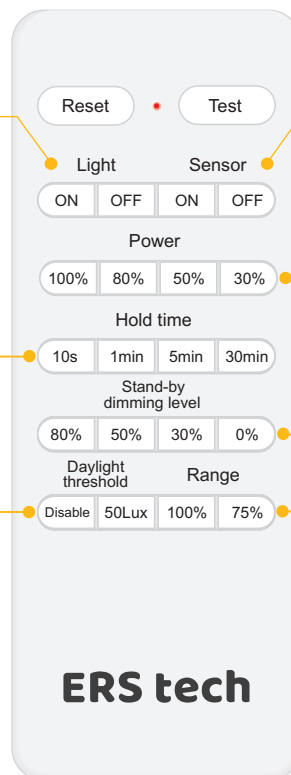 Reset Test
Light Sensor
ON OFF ON OFF
Power
100% 80% 50% 30%
Hold time
10s 1min 5min 30min
Stand-by
dimming level
80% 50% 30% 0%
Daylight
threshold
Range
Disable 50Lux 100% 75%
ERS tech